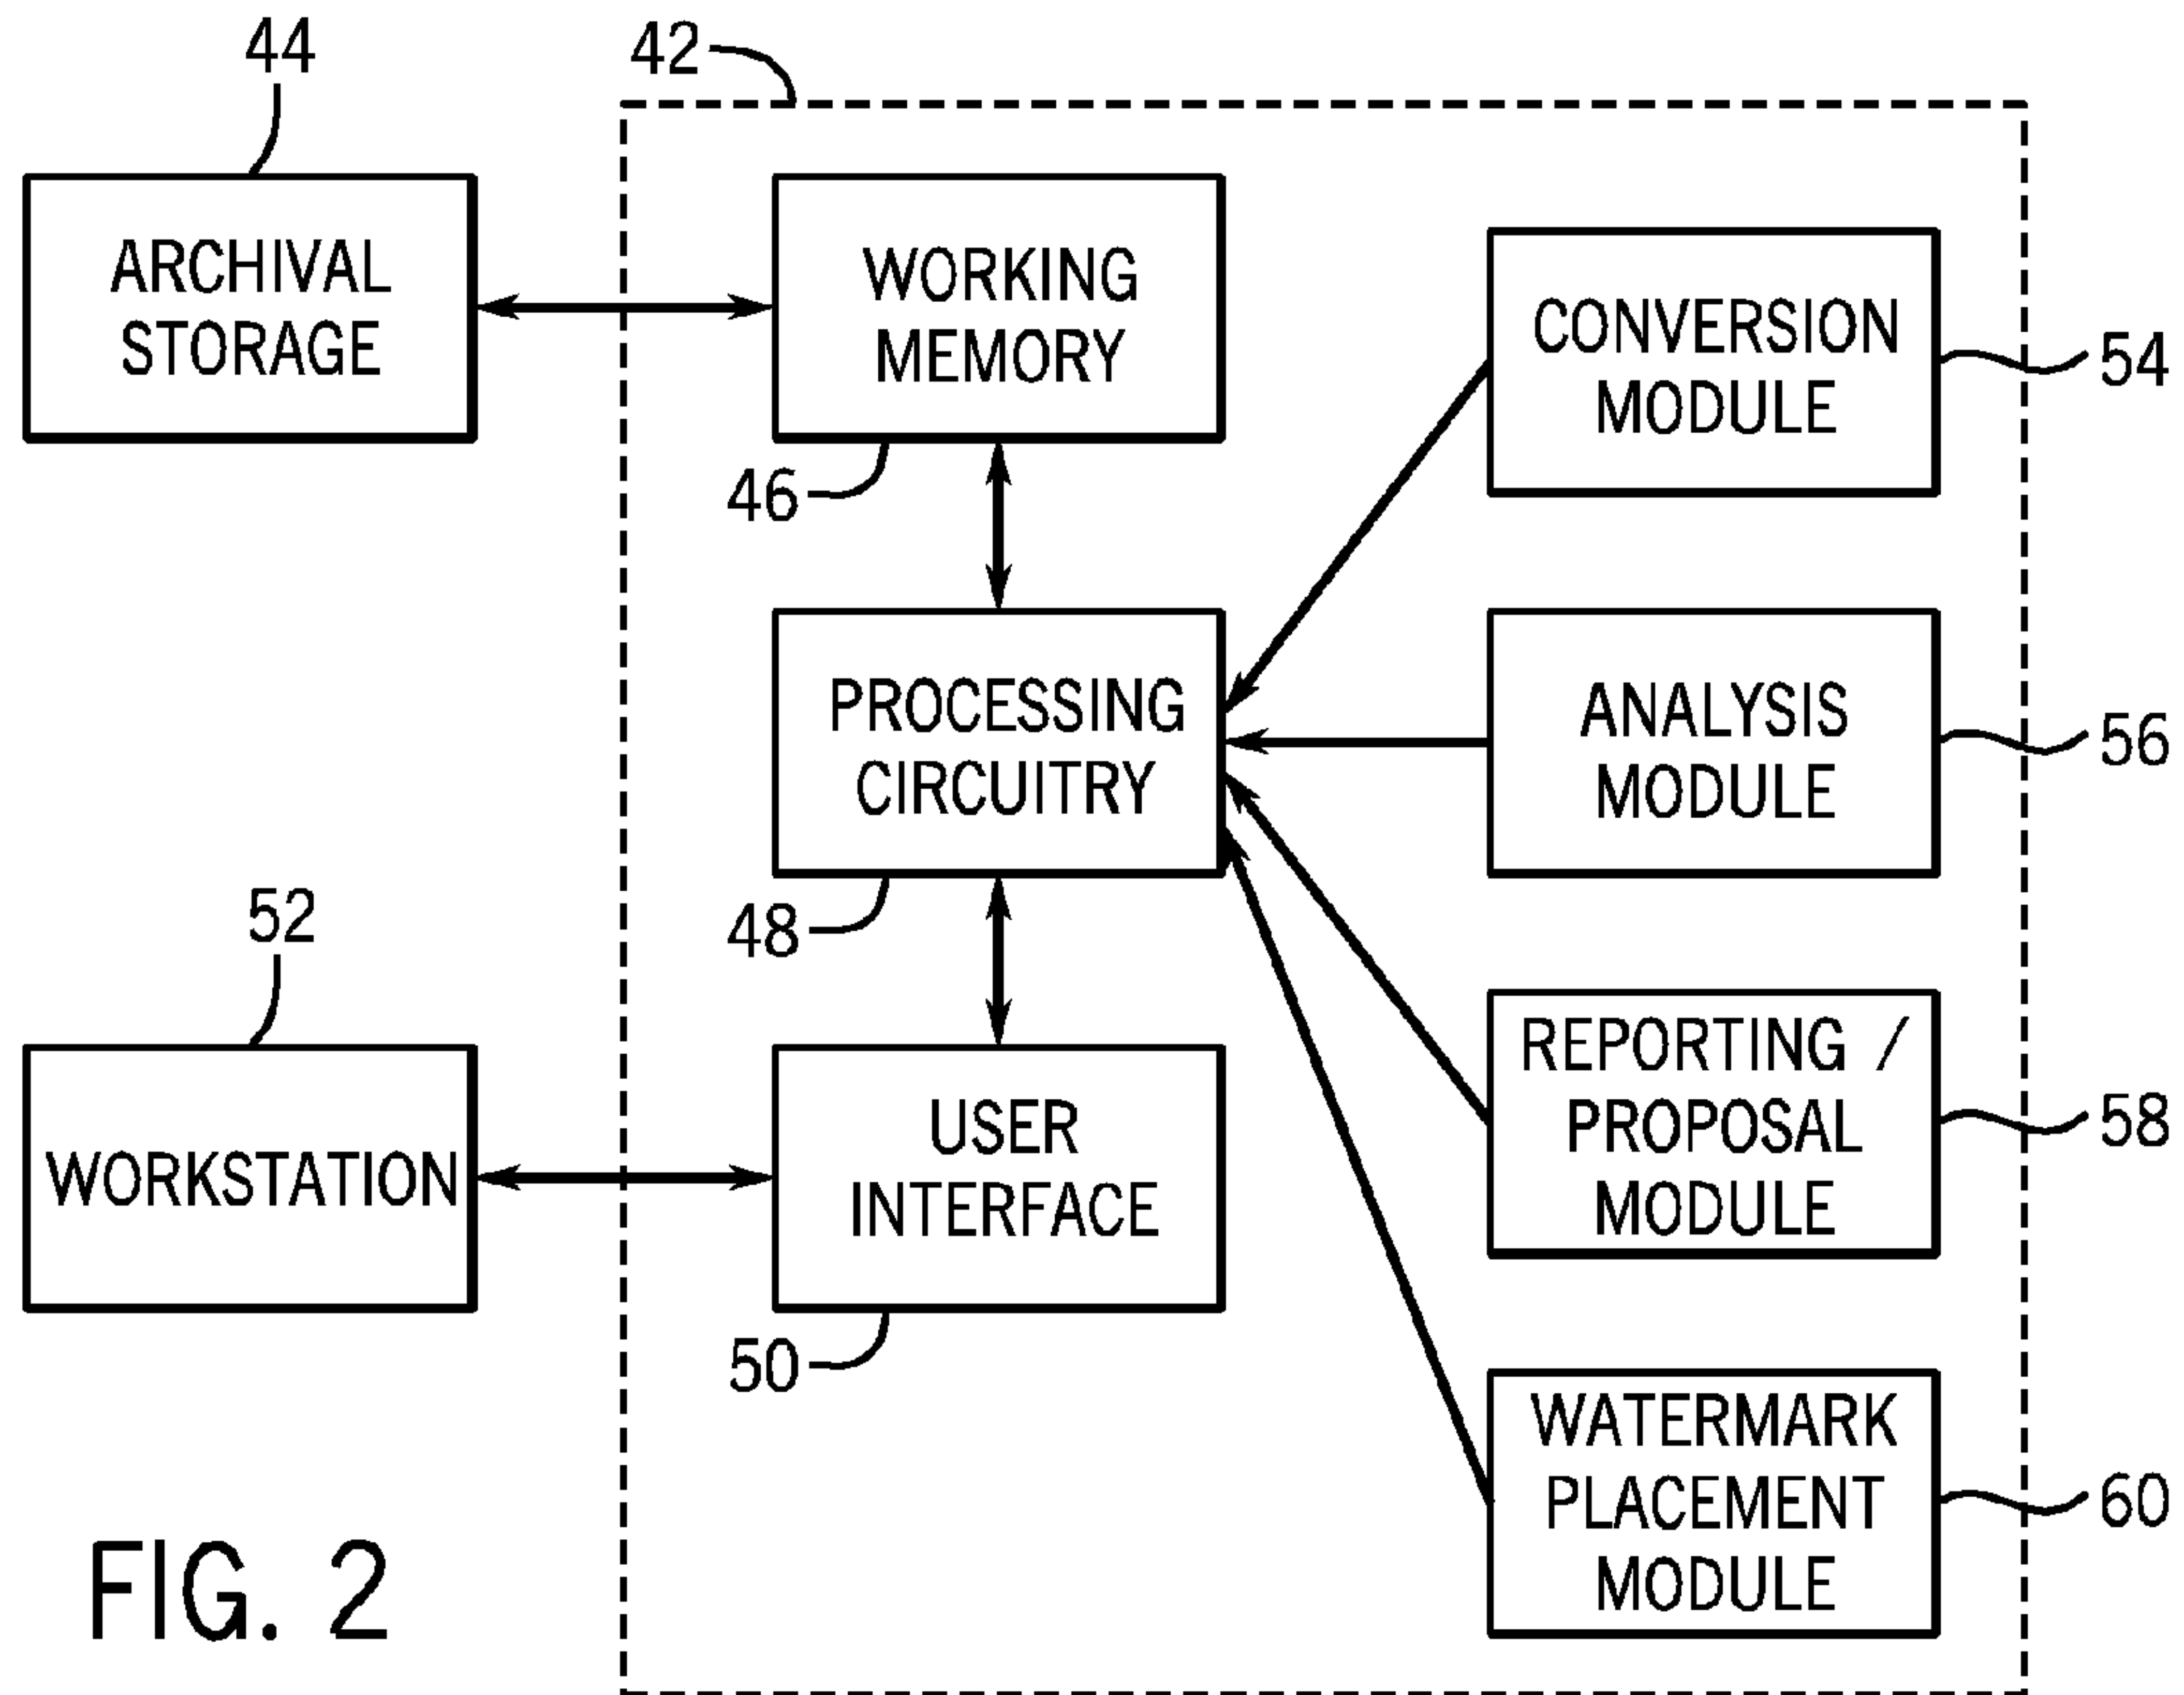 44
42
ARCHIVAL
STORAGE
WORKING
MEMORY
46
CONVERSION
MODULE
54
PROCESSING
CIRCUITRY
48
ANALYSIS
MODULE
56
52
WORKSTATION
USER
INTERFACE
50
REPORTING /
PROPOSAL
MODULE
58
WATERMARK
PLACEMENT
MODULE
60
FIG. 2